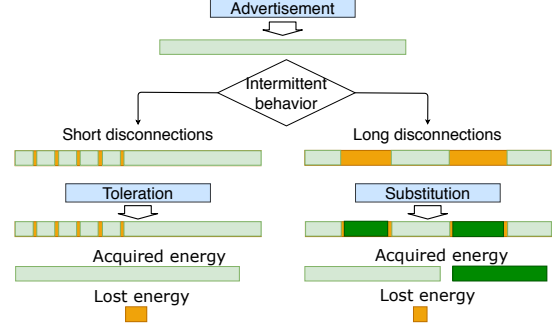 Advertisement
Intermittent
behavior
Short disconnections
Long disconnections
Toleration
Substitution
Acquired energy
Acquired energy
Lost energy
Lost energy